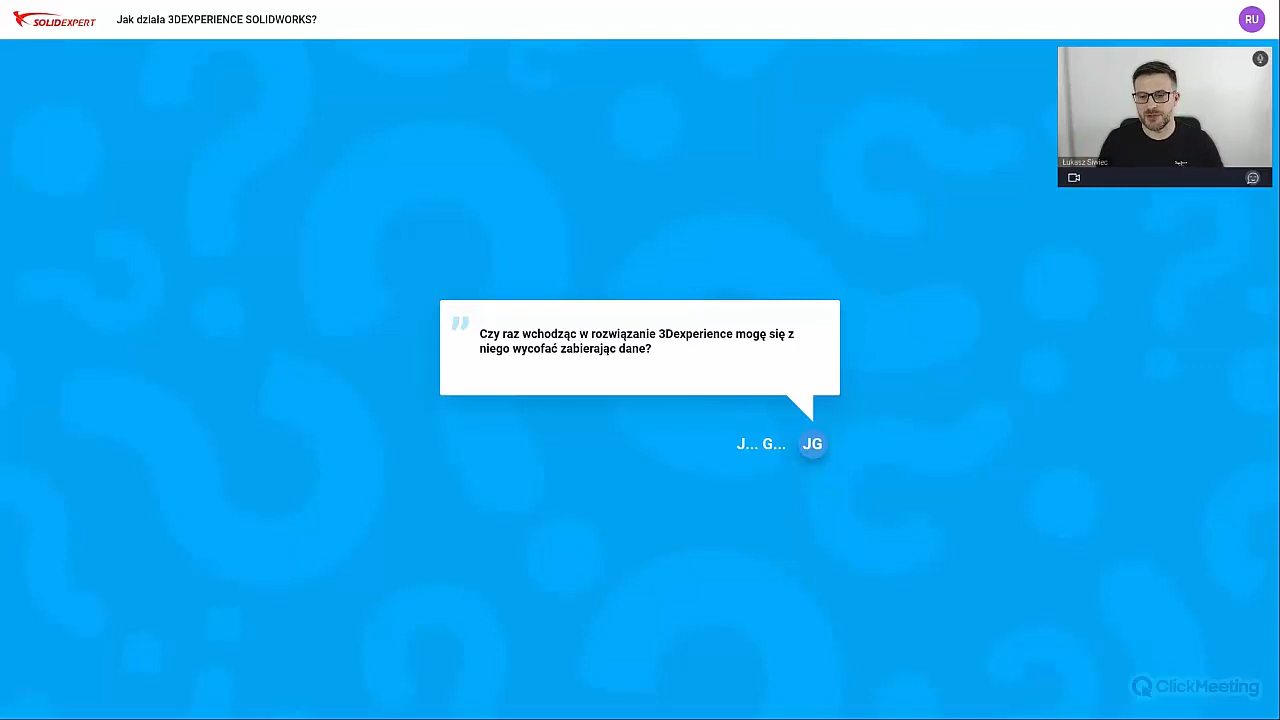 SOLIDEXPERT
Jak działa 3DEXPERIENCE SOLIDWORKS?
RU
Łukasz Siwiec
Czy raz wchodząc w rozwiązanie 3Dexperience mogę się z
niego wycofać zabierając dane?
J... G... JG
ClickMeeting